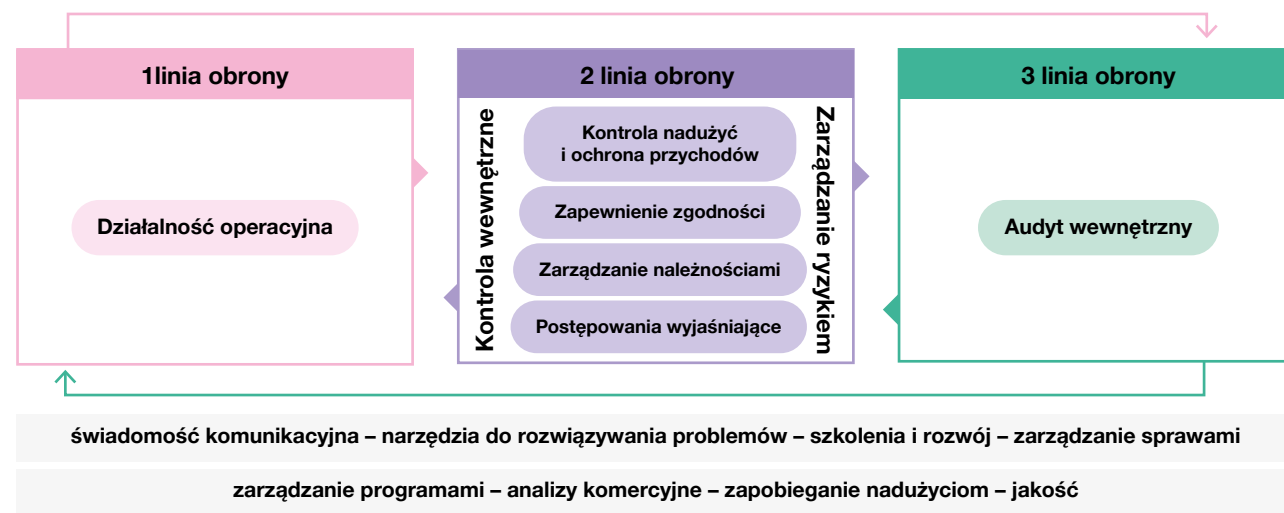 1linia obrony
Działalność operacyjna
2 linia obrony
Kontrola wewnętrzne
Kontrola nadużyć
i ochrona przychodów
Zapewnienie zgodności
Zarządzanie należnościami
Postępowania wyjaśniające
Zarządzanie ryzykiem
3 linia obrony
Audyt wewnętrzny
świadomość komunikacyjna – narzędzia do rozwiązywania problemów – szkolenia i rozwój – zarządzanie sprawami
zarządzanie programami – analizy komercyjne – zapobieganie nadużyciom – jakość